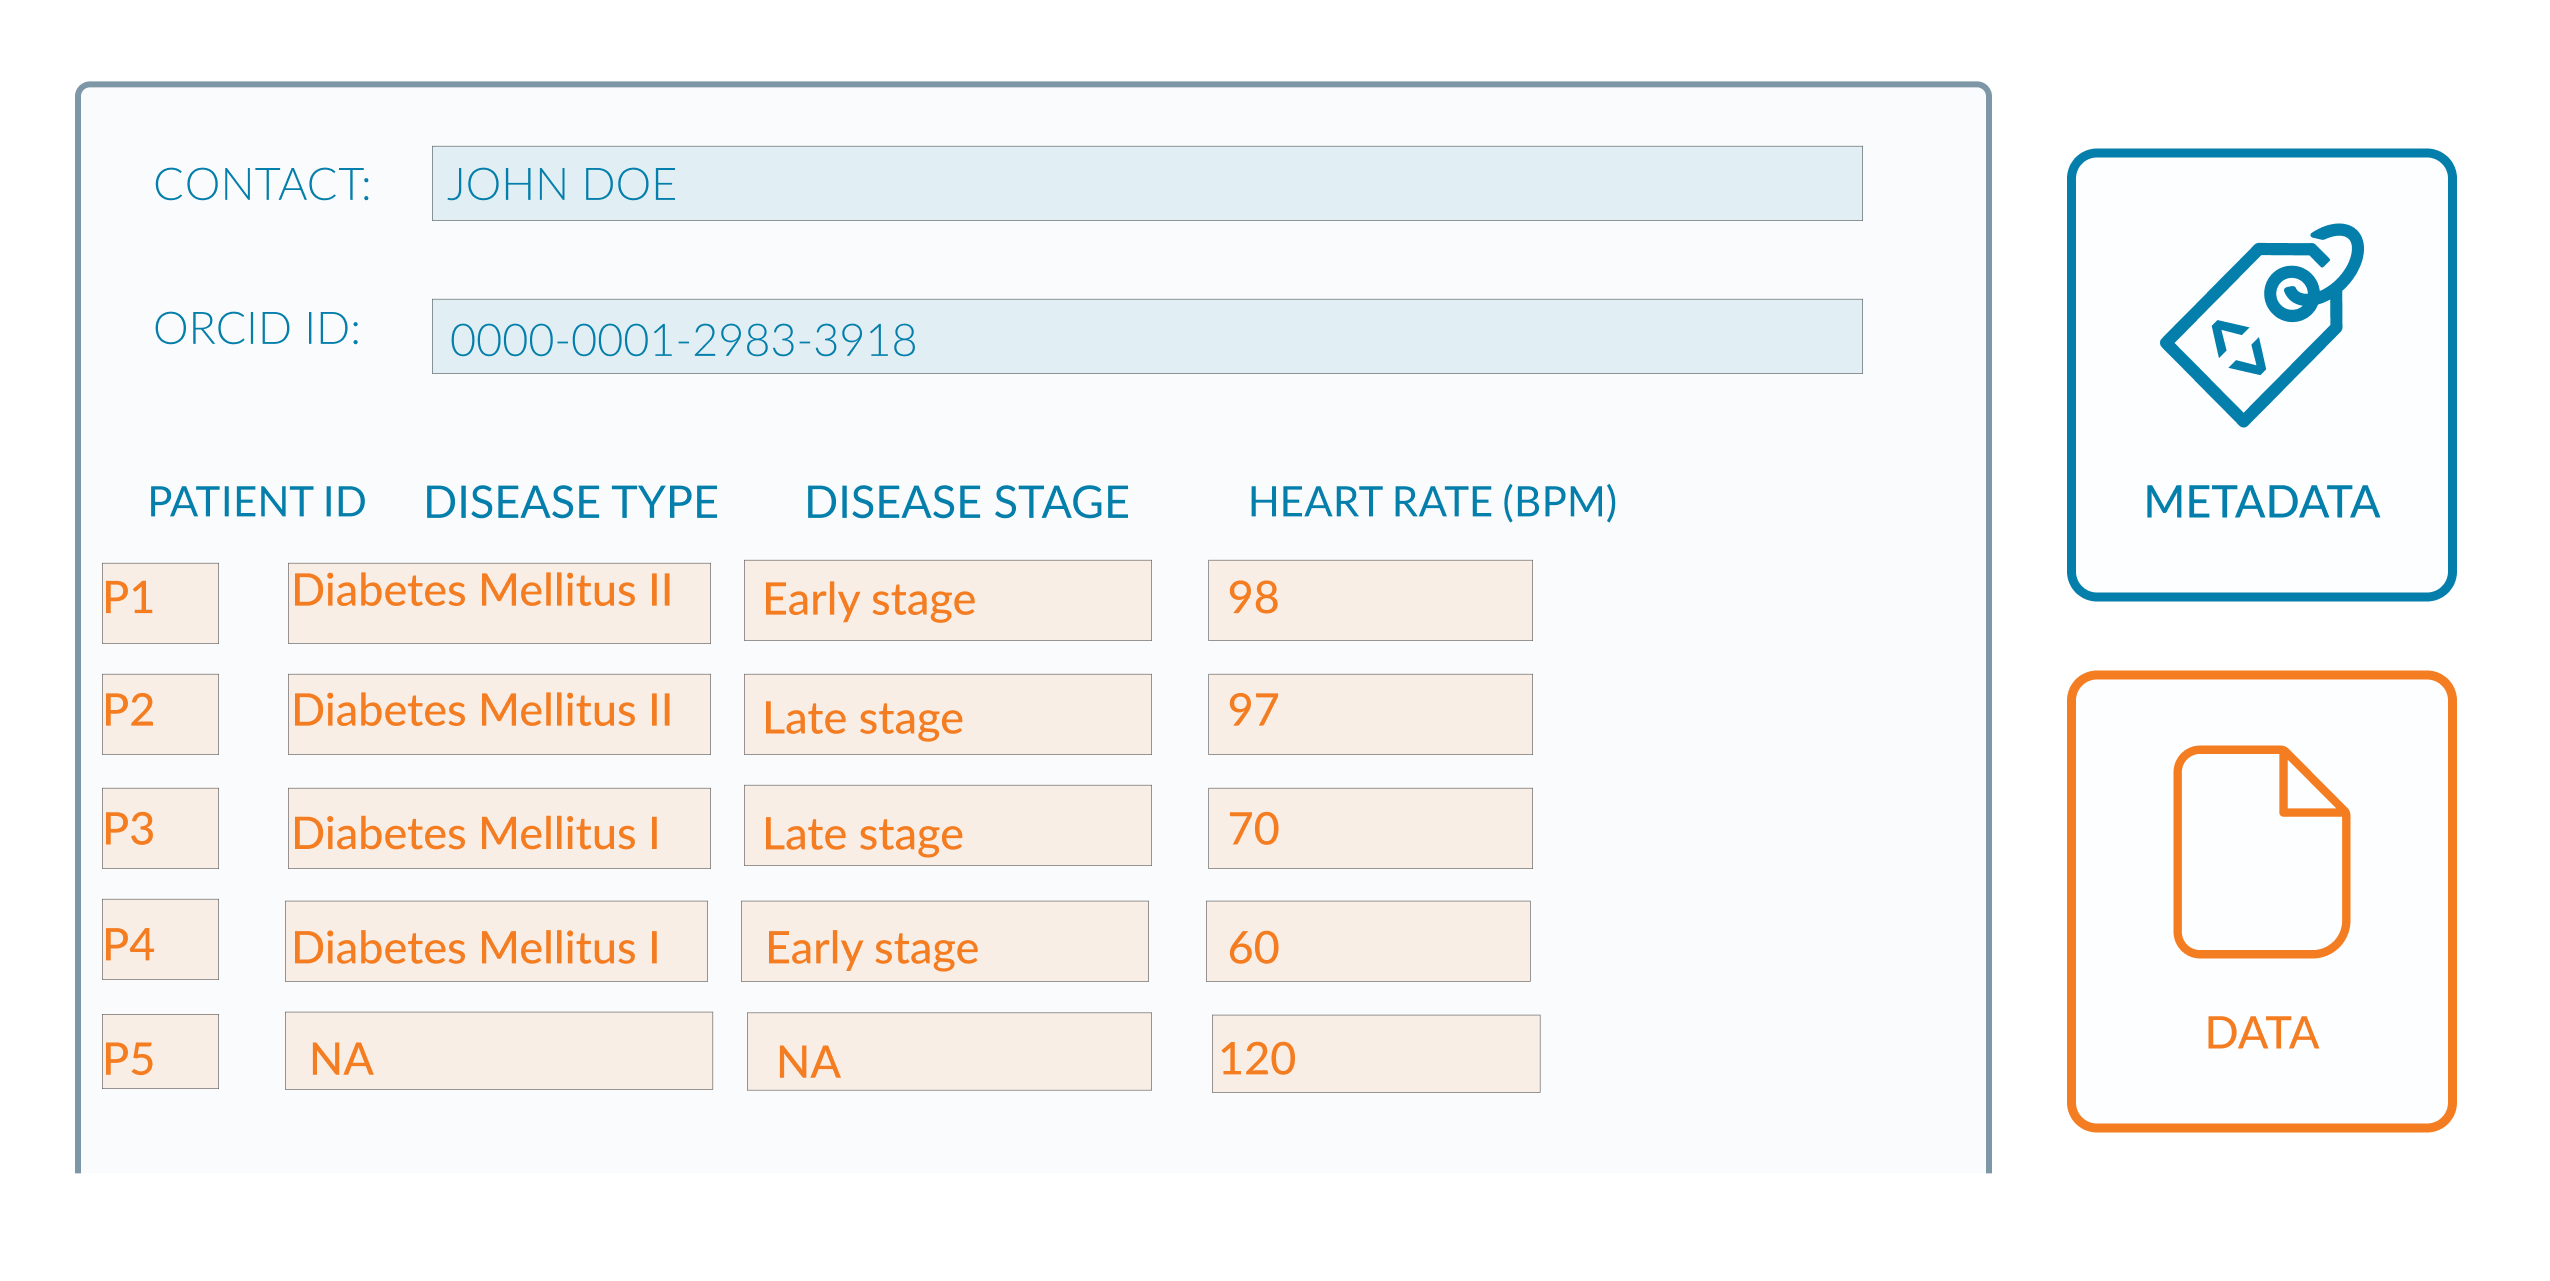 CONTACT: JOHN DOE
ORCID ID: 0000-0001-2983-3918
PATIENT ID DISEASE TYPE DISEASE STAGE HEART RATE (BPM)
P1 Diabetes Mellitus II Early stage 98
P2 Diabetes Mellitus II Late stage 97
P3 Diabetes Mellitus I Late stage 70
P4 Diabetes Mellitus I Early stage 60
P5 NA NA 120
METADATA
DATA